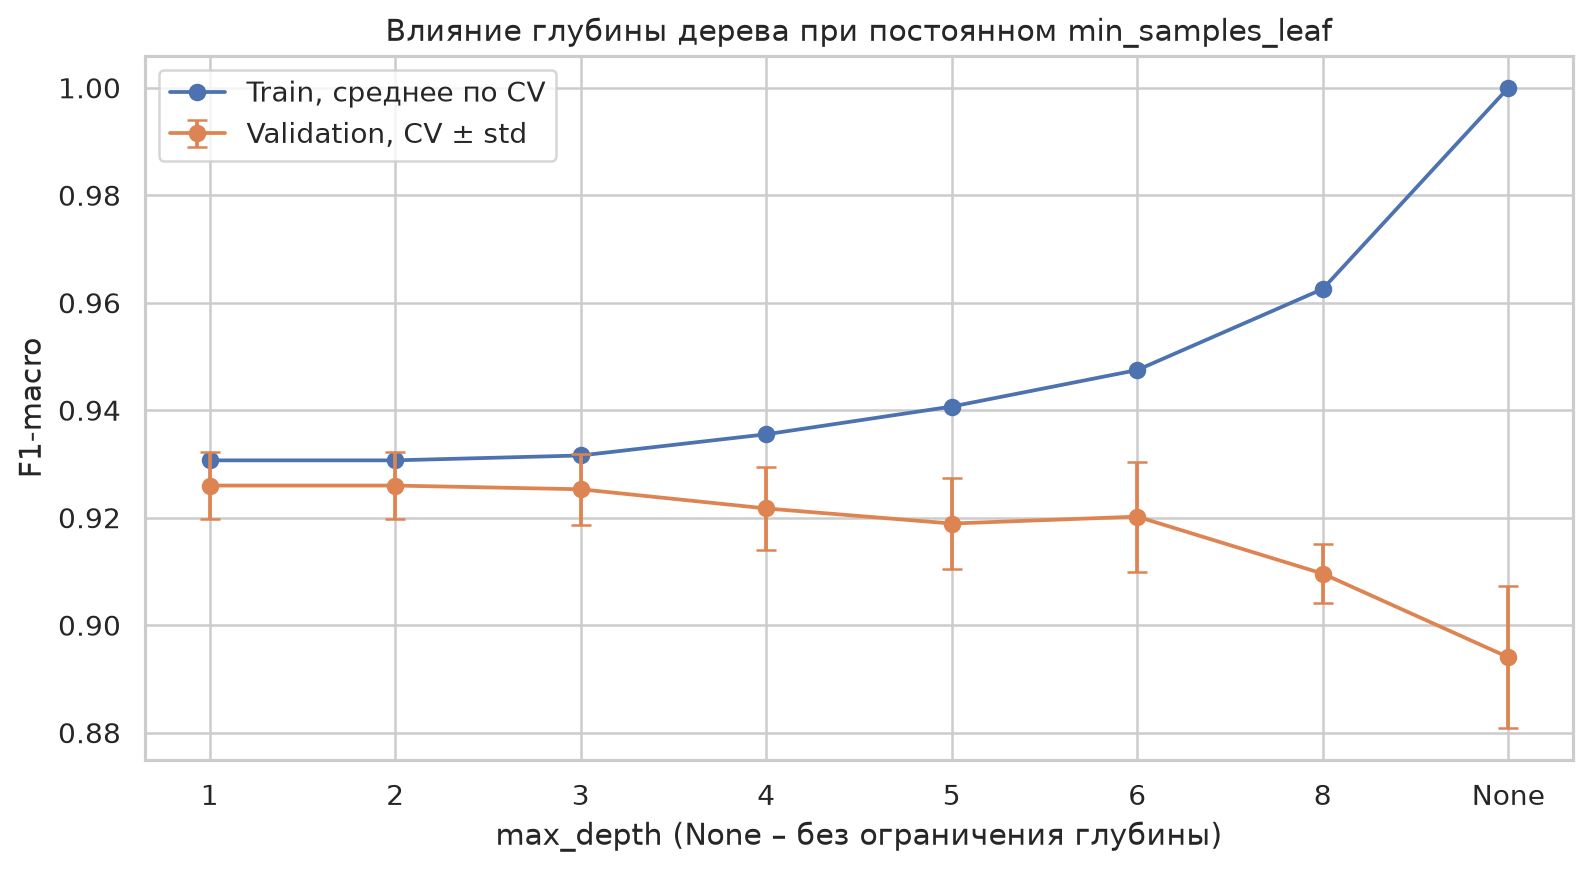 Влияние глубины дерева при постоянном min_samples_leaf
Train, среднее по CV
Validation, CV ± std
F1-macro
1.00
0.98
0.96
0.94
0.92
0.90
0.88
1 2 3 4 5 6 8 None
max_depth (None – без ограничения глубины)